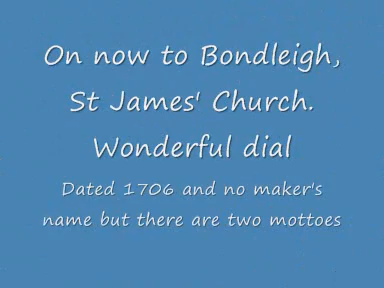 On now to Bondleigh,
St James' Church.
Wonderful dial
Dated 1706 and no maker's
name but there are two mottoes